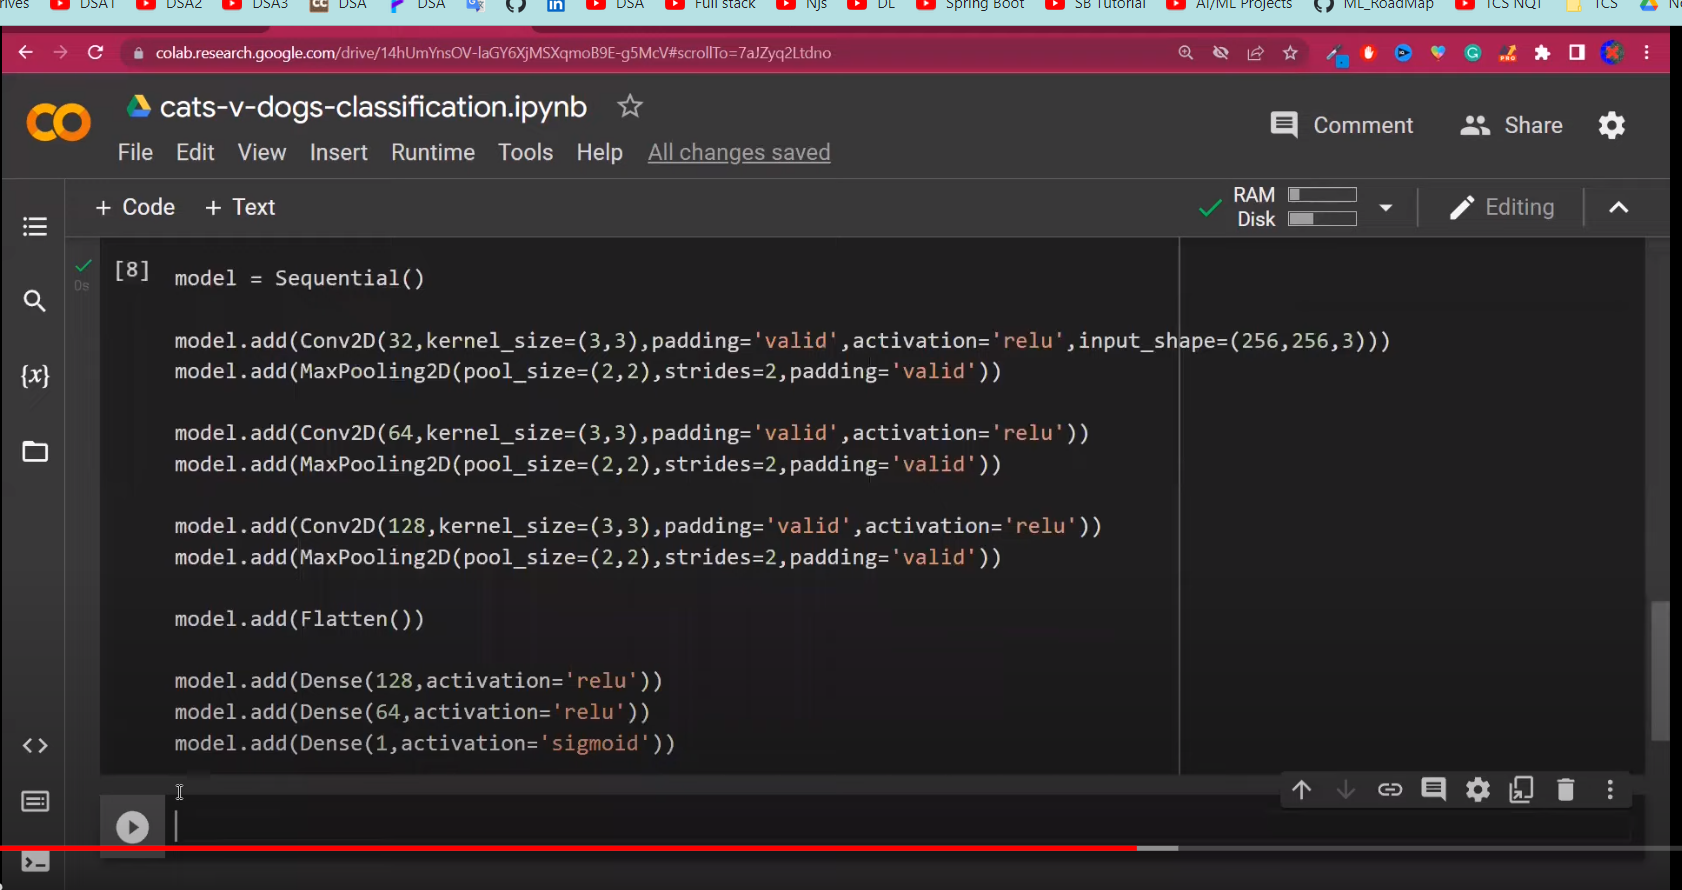 rives DSA1 DSA2 DSA3 DSA DSA DSA Full stack Njs DL Spring Boot SB Tutorial AI/ML Projects ML_RoadMap TCS NQT TCS
colab.research.google.com/drive/14hUmYnsOV-laGY6XjMSXqmoB9E-g5McV#scrollTo=7aJZyq2Ltdno
cats-v-dogs-classification.ipynb
Comment Share
File Edit View Insert Runtime Tools Help All changes saved
+ Code + Text
RAM
Disk
Editing
[8] model = Sequential()
0s
model.add(Conv2D(32,kernel_size=(3,3),padding='valid',activation='relu',input_shape=(256,256,3)))
model.add(MaxPooling2D(pool_size=(2,2),strides=2,padding='valid'))
model.add(Conv2D(64,kernel_size=(3,3),padding='valid',activation='relu'))
model.add(MaxPooling2D(pool_size=(2,2),strides=2,padding='valid'))
model.add(Conv2D(128,kernel_size=(3,3),padding='valid',activation='relu'))
model.add(MaxPooling2D(pool_size=(2,2),strides=2,padding='valid'))
model.add(Flatten())
model.add(Dense(128,activation='relu'))
model.add(Dense(64,activation='relu'))
model.add(Dense(1,activation='sigmoid'))